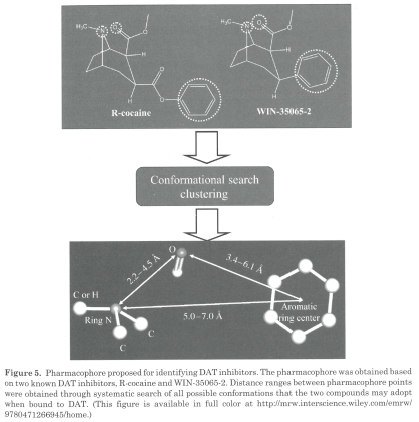 H₃C
N
O
O
H
O
O
H
R-cocaine
H₃C
N
O
O
H
H
WIN-35065-2
Conformational search
clustering
O
2.2–4.5 Å
3.4–6.1 Å
C or H
Ring N
5.0–7.0 Å
Aromatic
ring center
C
C
Figure 5. Pharmacophore proposed for identifying DAT inhibitors. The pharmacophore was obtained based
on two known DAT inhibitors, R-cocaine and WIN-35065-2. Distance ranges between pharmacophore points
were obtained through systematic search of all possible conformations that the two compounds may adopt
when bound to DAT. (This figure is available in full color at http://mrw.interscience.wiley.com/emrw/
9780471266945/home.)